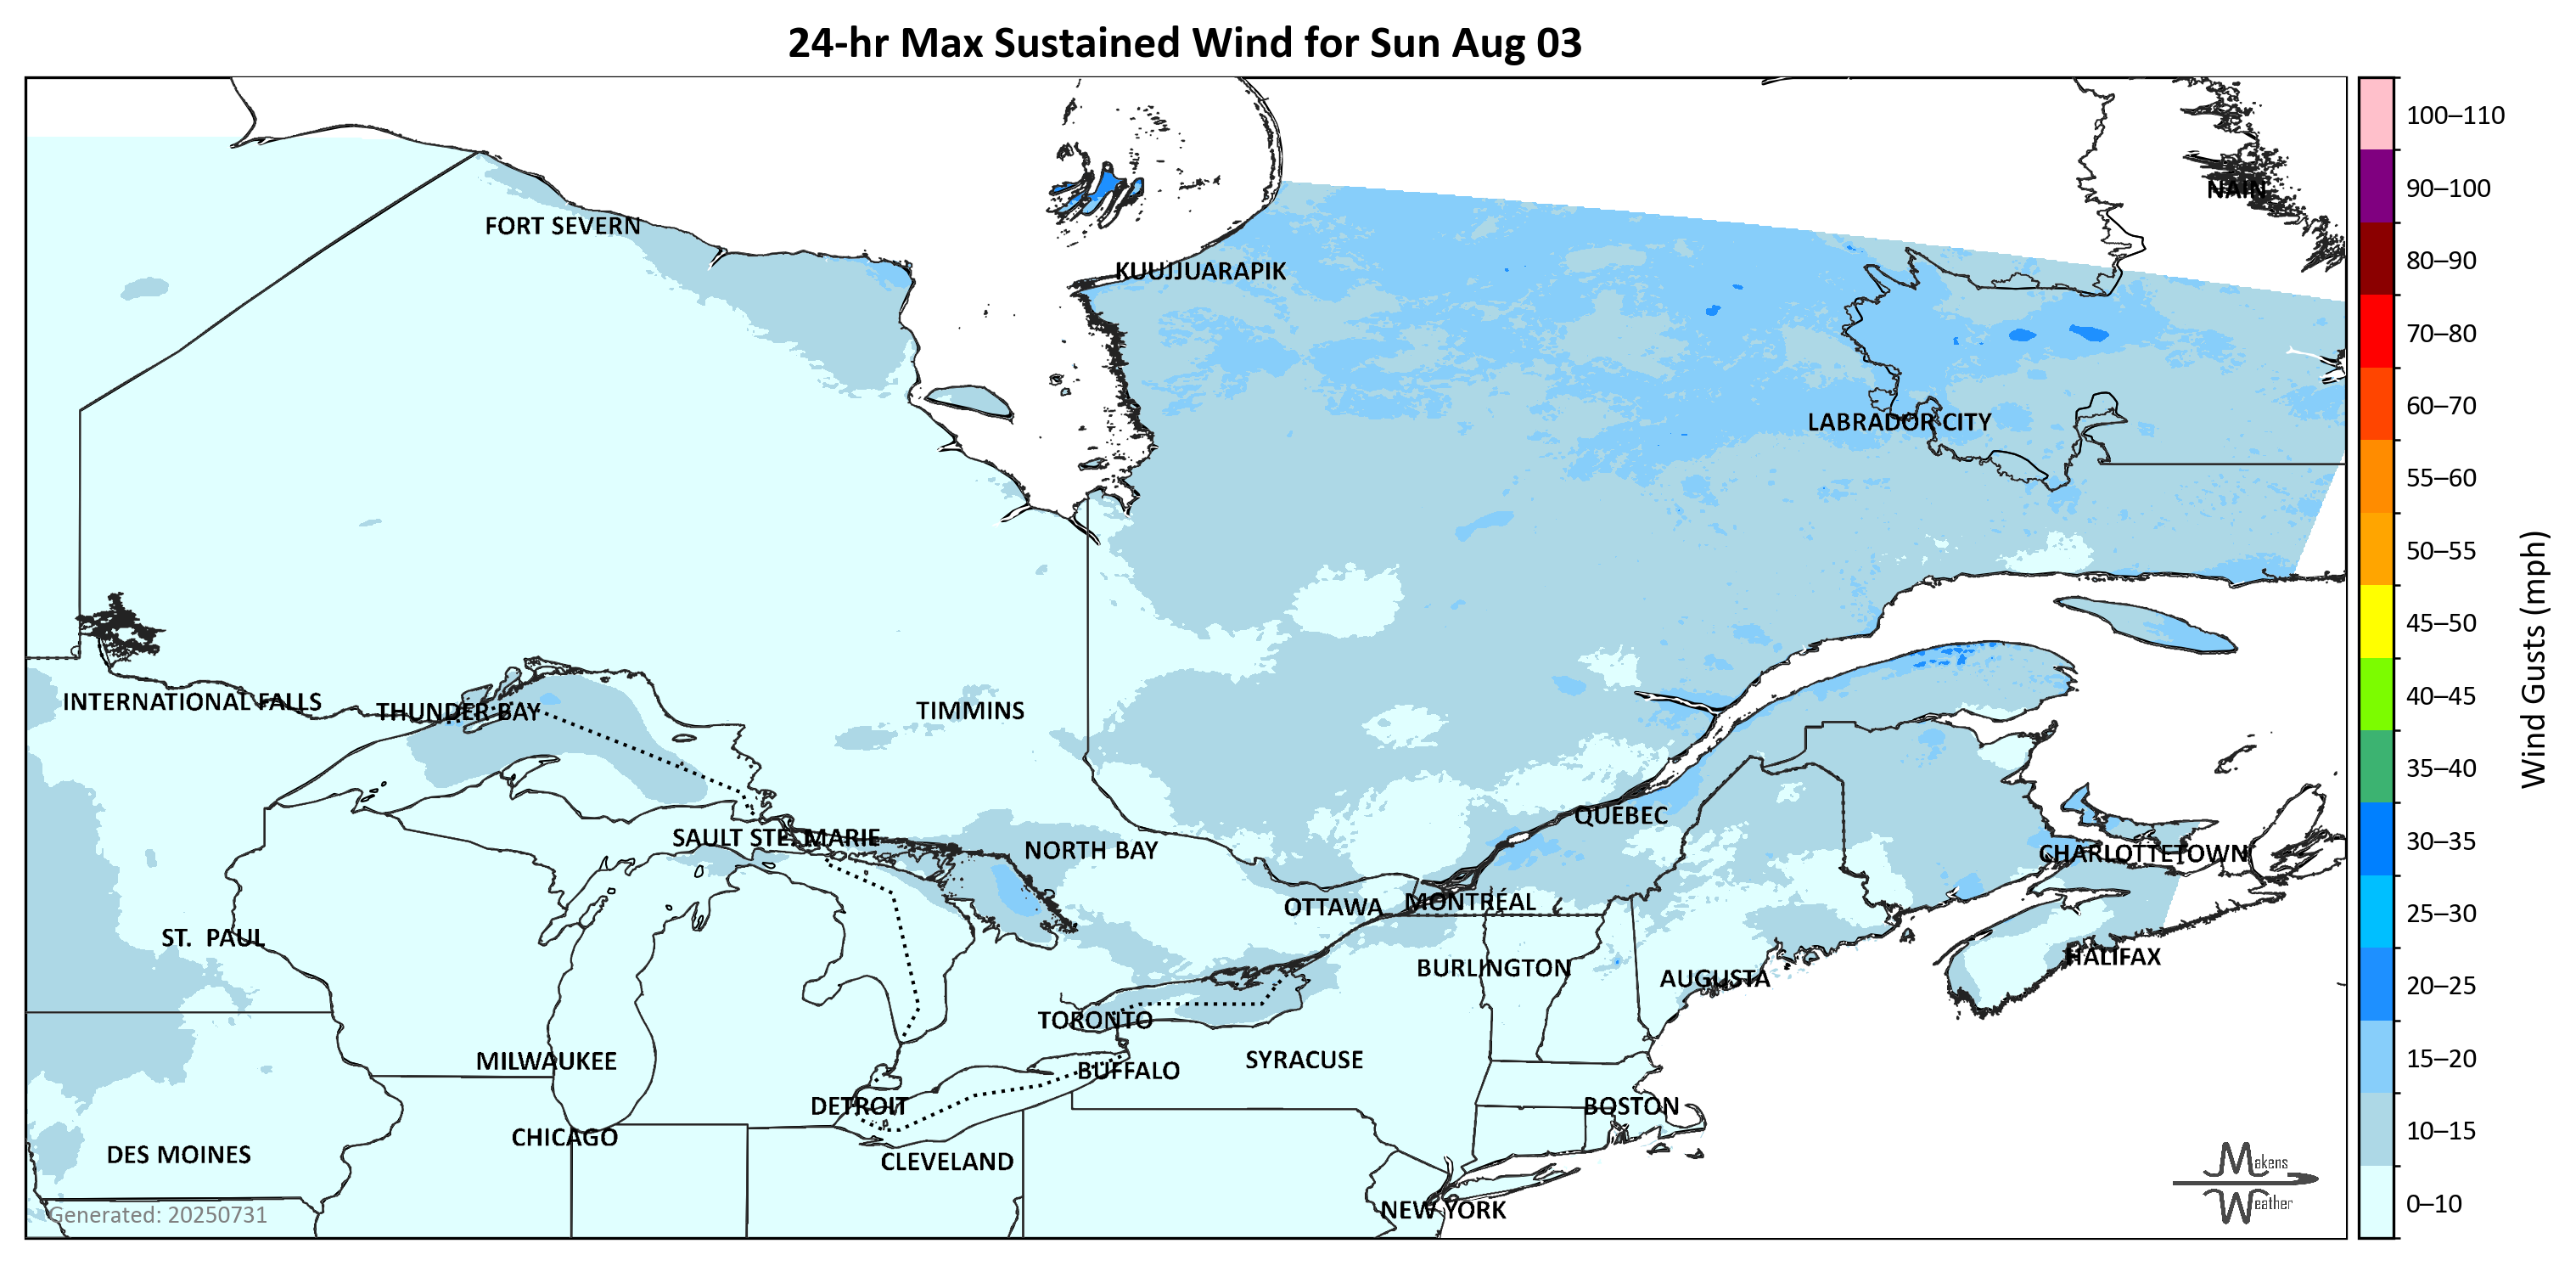 24-hr Max Sustained Wind for Sun Aug 03
100–110
NAIN
90–100
FORT SEVERN
80–90
KUUJJUARAPIK
70–80
60–70
LABRADOR CITY
55–60
50–55
45–50
Wind Gusts (mph)
INTERNATIONAL FALLS
THUNDER BAY
TIMMINS
40–45
35–40
QUEBEC
SAULT STE. MARIE
NORTH BAY
CHARLOTTETOWN
30–35
OTTAWA
MONTRÉAL
25–30
ST. PAUL
BURLINGTON
AUGUSTA
HALIFAX
20–25
TORONTO
MILWAUKEE
BUFFALO
SYRACUSE
15–20
DETROIT
BOSTON
CHICAGO
10–15
DES MOINES
CLEVELAND
Makens
Weather
0–10
NEW YORK
Generated: 20250731